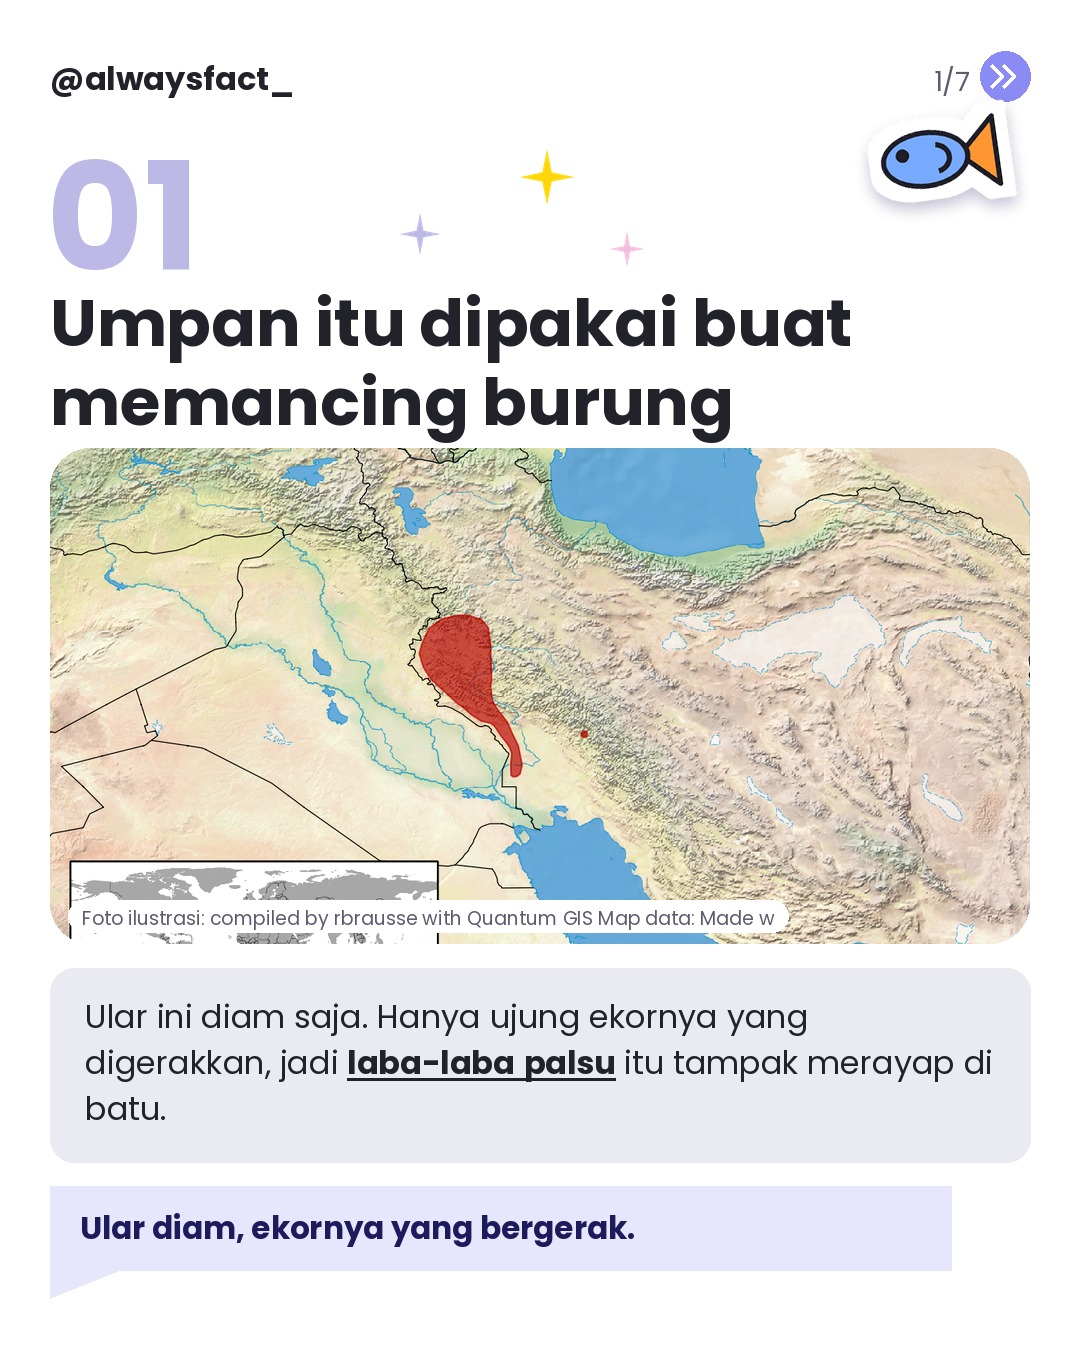 @alwaysfact_
1/7
01
Umpan itu dipakai buat
memancing burung
Foto ilustrasi: compiled by rbrausse with Quantum GIS Map data: Made w
Ular ini diam saja. Hanya ujung ekornya yang
digerakkan, jadi laba-laba palsu itu tampak merayap di
batu.
Ular diam, ekornya yang bergerak.